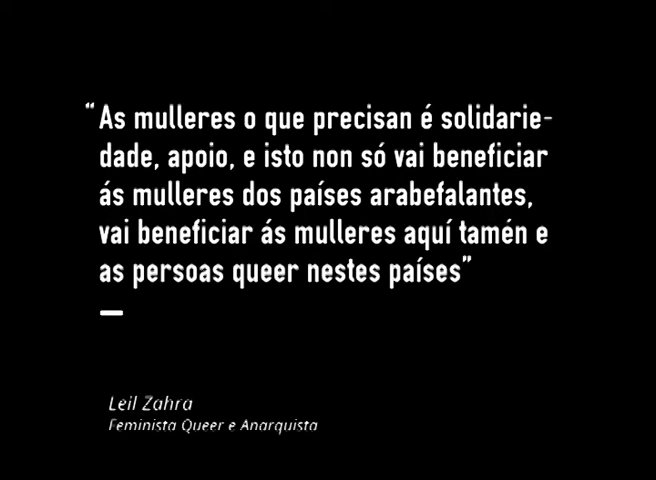 “As mulleres o que precisan é solidarie-
dade, apoio, e isto non só vai beneficiar
ás mulleres dos países arabefalantes,
vai beneficiar ás mulleres aquí tamén e
as persoas queer nestes países”
Leil Zahra
Feminista Queer e Anarquista